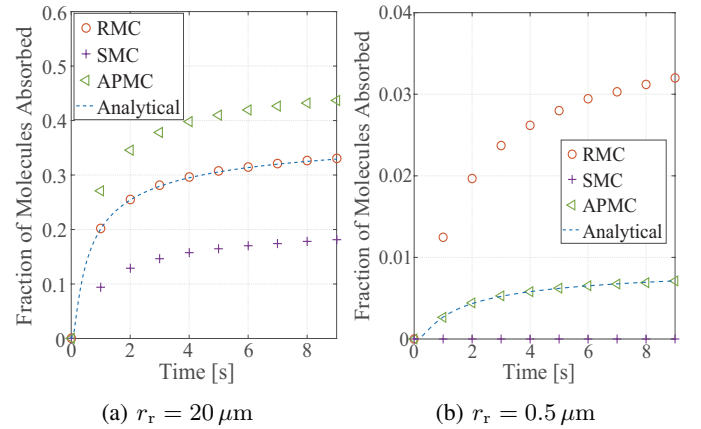 0.6
0.5
0.4
0.3
0.2
0.1
0
Fraction of Molecules Absorbed
RMC
SMC
APMC
Analytical
0 2 4 6 8
Time [s]
(a) r_r = 20 μm
0.04
0.03
0.02
0.01
0
Fraction of Molecules Absorbed
RMC
SMC
APMC
Analytical
0 2 4 6 8
Time [s]
(b) r_r = 0.5 μm